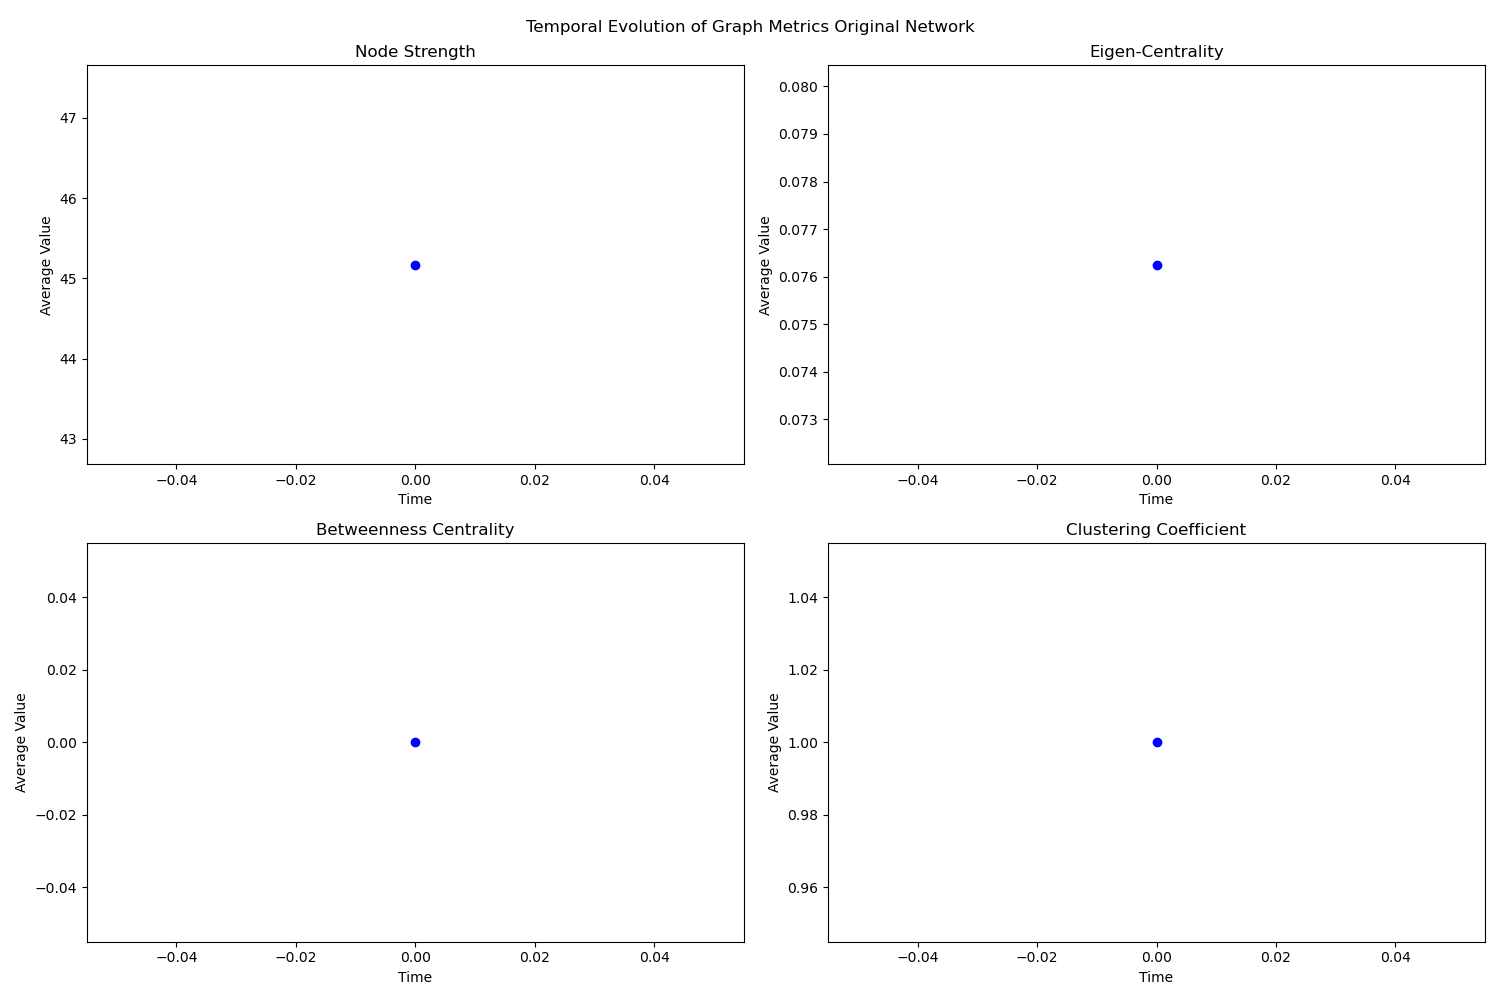 Temporal Evolution of Graph Metrics Original Network
Node Strength
47
46
45
44
43
Average Value
−0.04 −0.02 0.00 0.02 0.04
Time
Eigen-Centrality
0.080
0.079
0.078
0.077
0.076
0.075
0.074
0.073
Average Value
−0.04 −0.02 0.00 0.02 0.04
Time
Betweenness Centrality
0.04
0.02
0.00
−0.02
−0.04
Average Value
−0.04 −0.02 0.00 0.02 0.04
Time
Clustering Coefficient
1.04
1.02
1.00
0.98
0.96
Average Value
−0.04 −0.02 0.00 0.02 0.04
Time